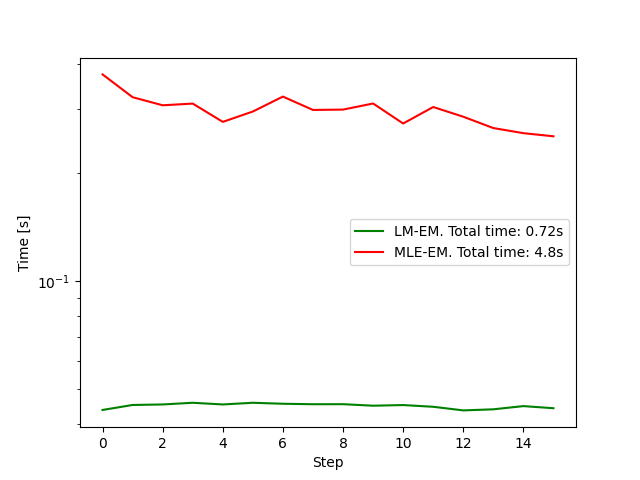 Time [s]
10⁻¹
LM-EM. Total time: 0.72s
MLE-EM. Total time: 4.8s
0 2 4 6 8 10 12 14
Step